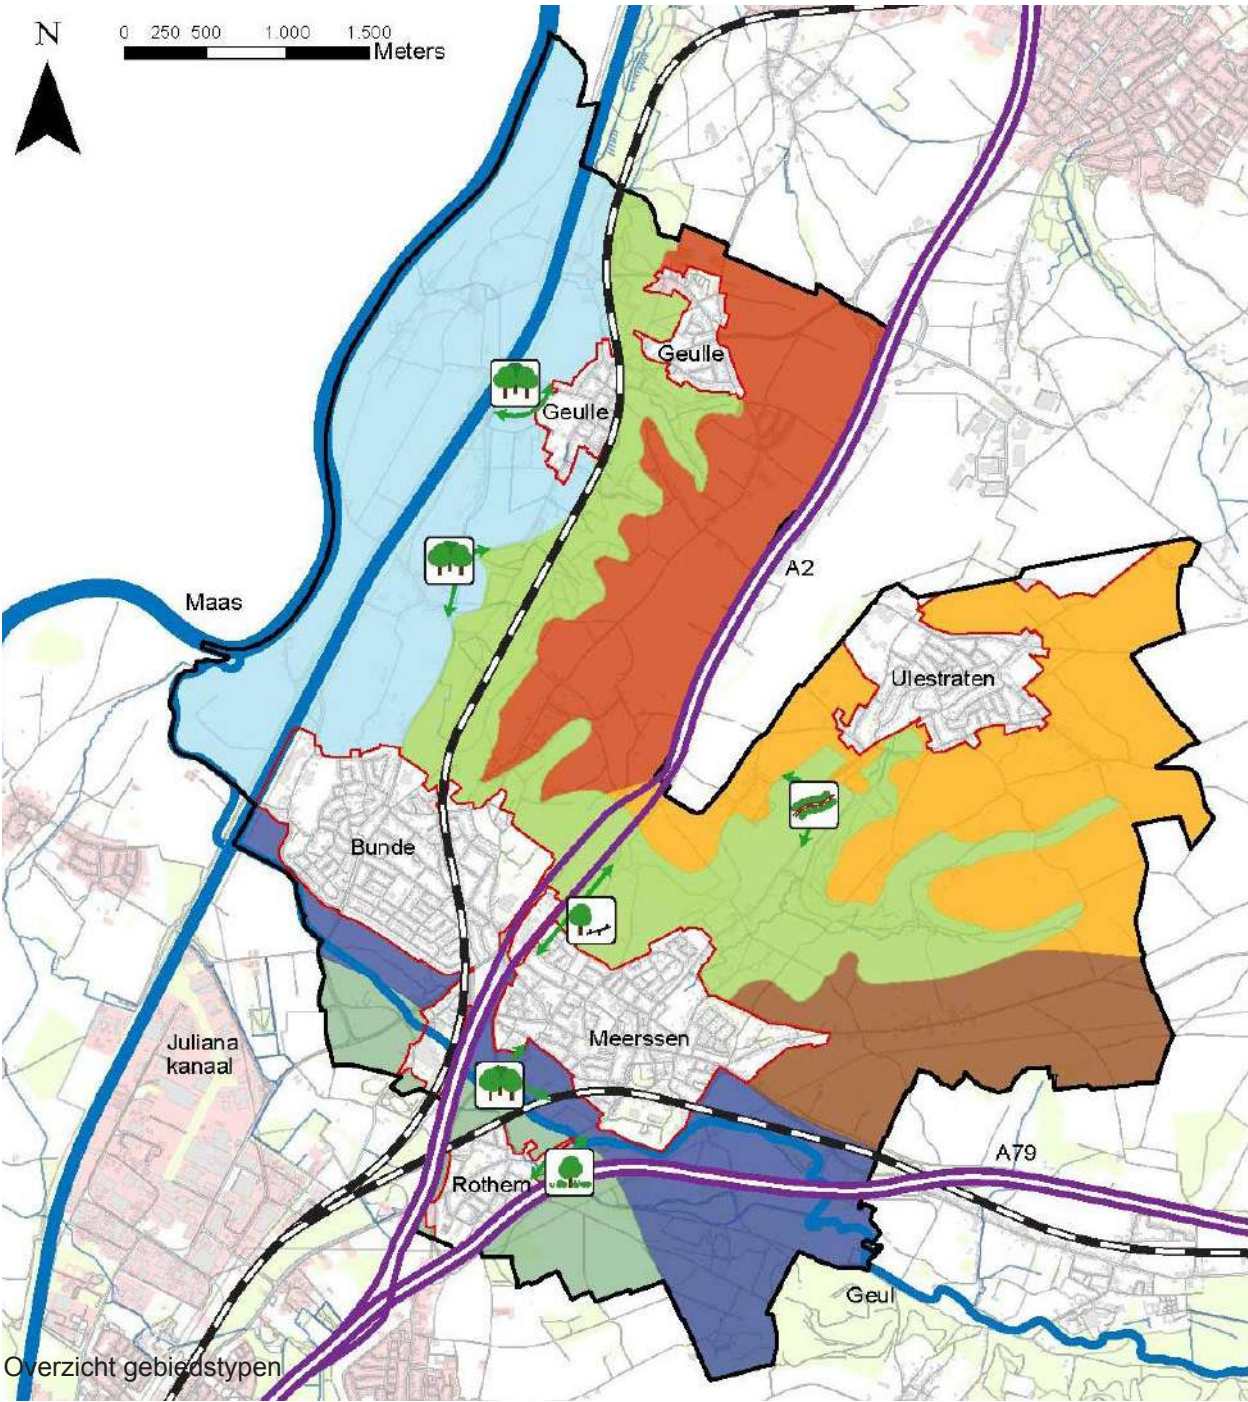 N
0 250 500 1.000 1.500
Meters
Geulle
Geulle
A2
Maas
Ulestraten
Bunde
Juliana
kanaal
Meerssen
A79
Rothem
Geul
Overzicht gebiedstypen